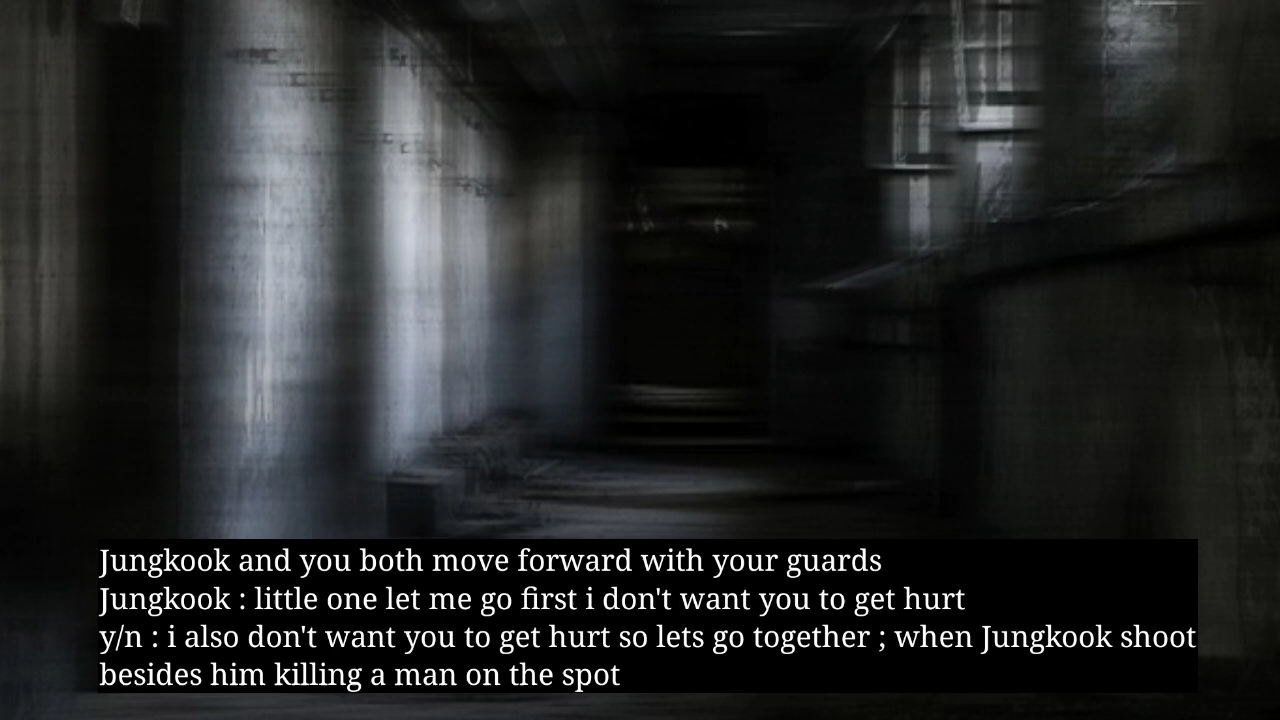 Jungkook and you both move forward with your guards
Jungkook : little one let me go first i don't want you to get hurt
y/n : i also don't want you to get hurt so lets go together ; when Jungkook shoot
besides him killing a man on the spot